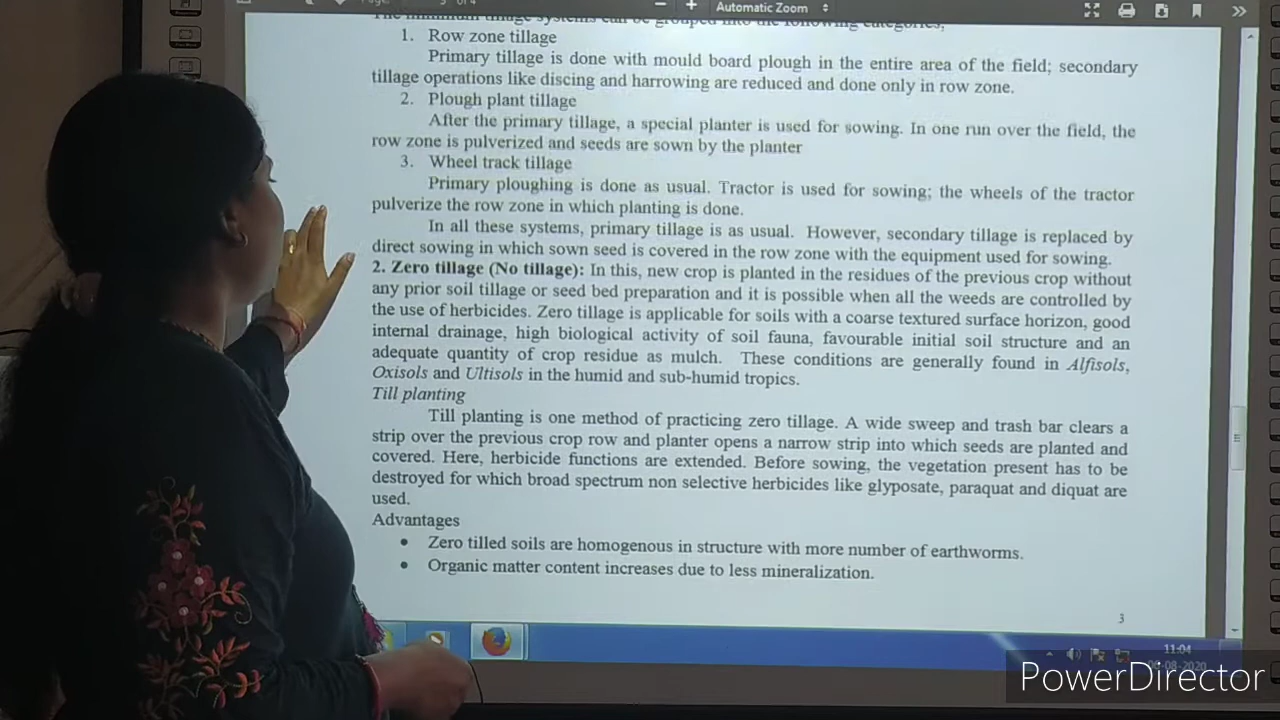 Automatic Zoom
The minimum tillage systems can be grouped into the following categories,
1. Row zone tillage
Primary tillage is done with mould board plough in the entire area of the field; secondary
tillage operations like discing and harrowing are reduced and done only in row zone.
2. Plough plant tillage
After the primary tillage, a special planter is used for sowing. In one run over the field, the
row zone is pulverized and seeds are sown by the planter
3. Wheel track tillage
Primary ploughing is done as usual. Tractor is used for sowing; the wheels of the tractor
pulverize the row zone in which planting is done.
In all these systems, primary tillage is as usual. However, secondary tillage is replaced by
direct sowing in which sown seed is covered in the row zone with the equipment used for sowing.
2. Zero tillage (No tillage): In this, new crop is planted in the residues of the previous crop without
any prior soil tillage or seed bed preparation and it is possible when all the weeds are controlled by
the use of herbicides. Zero tillage is applicable for soils with a coarse textured surface horizon, good
internal drainage, high biological activity of soil fauna, favourable initial soil structure and an
adequate quantity of crop residue as mulch. These conditions are generally found in Alfisols,
Oxisols and Ultisols in the humid and sub-humid tropics.
Till planting
Till planting is one method of practicing zero tillage. A wide sweep and trash bar clears a
strip over the previous crop row and planter opens a narrow strip into which seeds are planted and
covered. Here, herbicide functions are extended. Before sowing, the vegetation present has to be
destroyed for which broad spectrum non selective herbicides like glyposate, paraquat and diquat are
used.
Advantages
• Zero tilled soils are homogenous in structure with more number of earthworms.
• Organic matter content increases due to less mineralization.
3
11:04
06-08-2020
PowerDirector